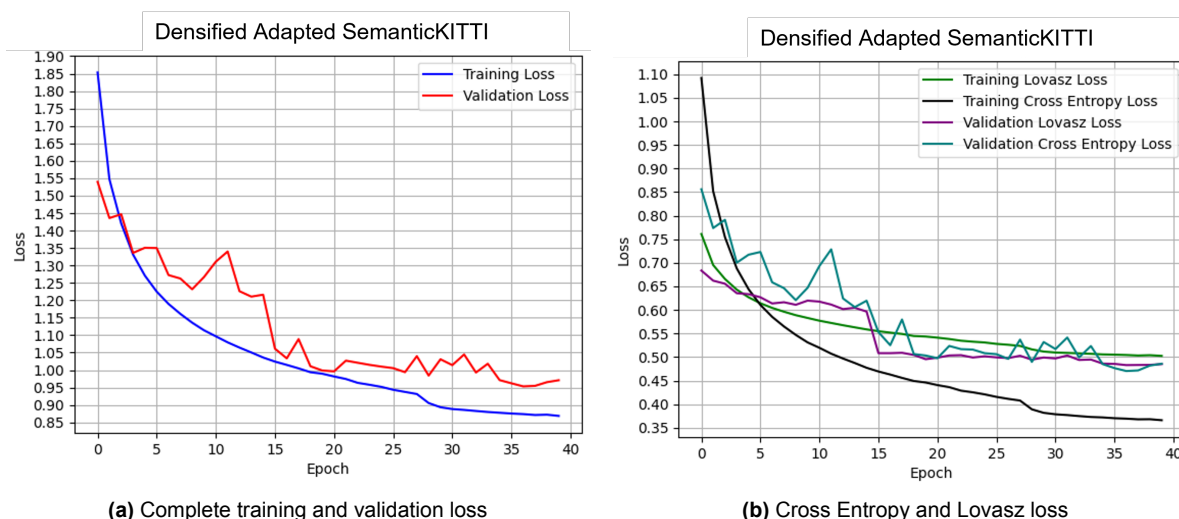 Densified Adapted SemanticKITTI
1.90
1.85
1.80
1.75
1.70
1.65
1.60
1.55
1.50
1.45
1.40
1.35
1.30
1.25
1.20
1.15
1.10
1.05
1.00
0.95
0.90
0.85
Loss
Training Loss
Validation Loss
0 5 10 15 20 25 30 35 40
Epoch
(a) Complete training and validation loss
Densified Adapted SemanticKITTI
1.10
1.05
1.00
0.95
0.90
0.85
0.80
0.75
0.70
0.65
0.60
0.55
0.50
0.45
0.40
0.35
Loss
Training Lovasz Loss
Training Cross Entropy Loss
Validation Lovasz Loss
Validation Cross Entropy Loss
0 5 10 15 20 25 30 35 40
Epoch
(b) Cross Entropy and Lovasz loss